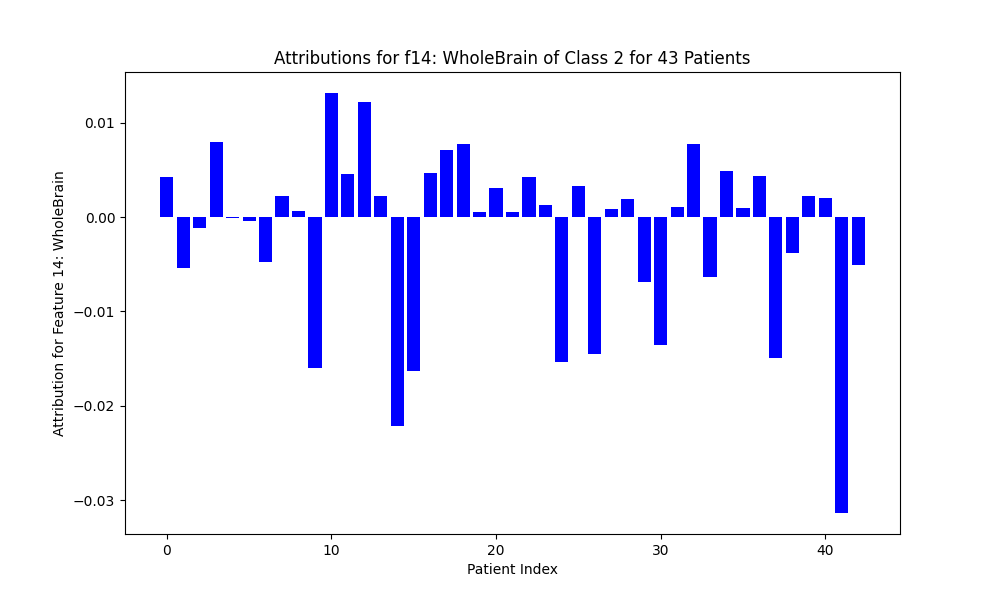 Attributions for f14: WholeBrain of Class 2 for 43 Patients
Attribution for Feature 14: WholeBrain
0.01
0.00
−0.01
−0.02
−0.03
0 10 20 30 40
Patient Index